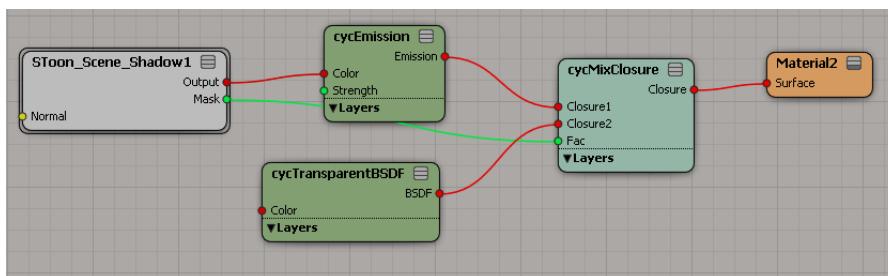 SToon_Scene_Shadow1
Output
Mask
Normal
cycEmission
Emission
Color
Strength
▼Layers
cycTransparentBSDF
BSDF
Color
▼Layers
cycMixClosure
Closure
Closure1
Closure2
Fac
▼Layers
Material2
Surface